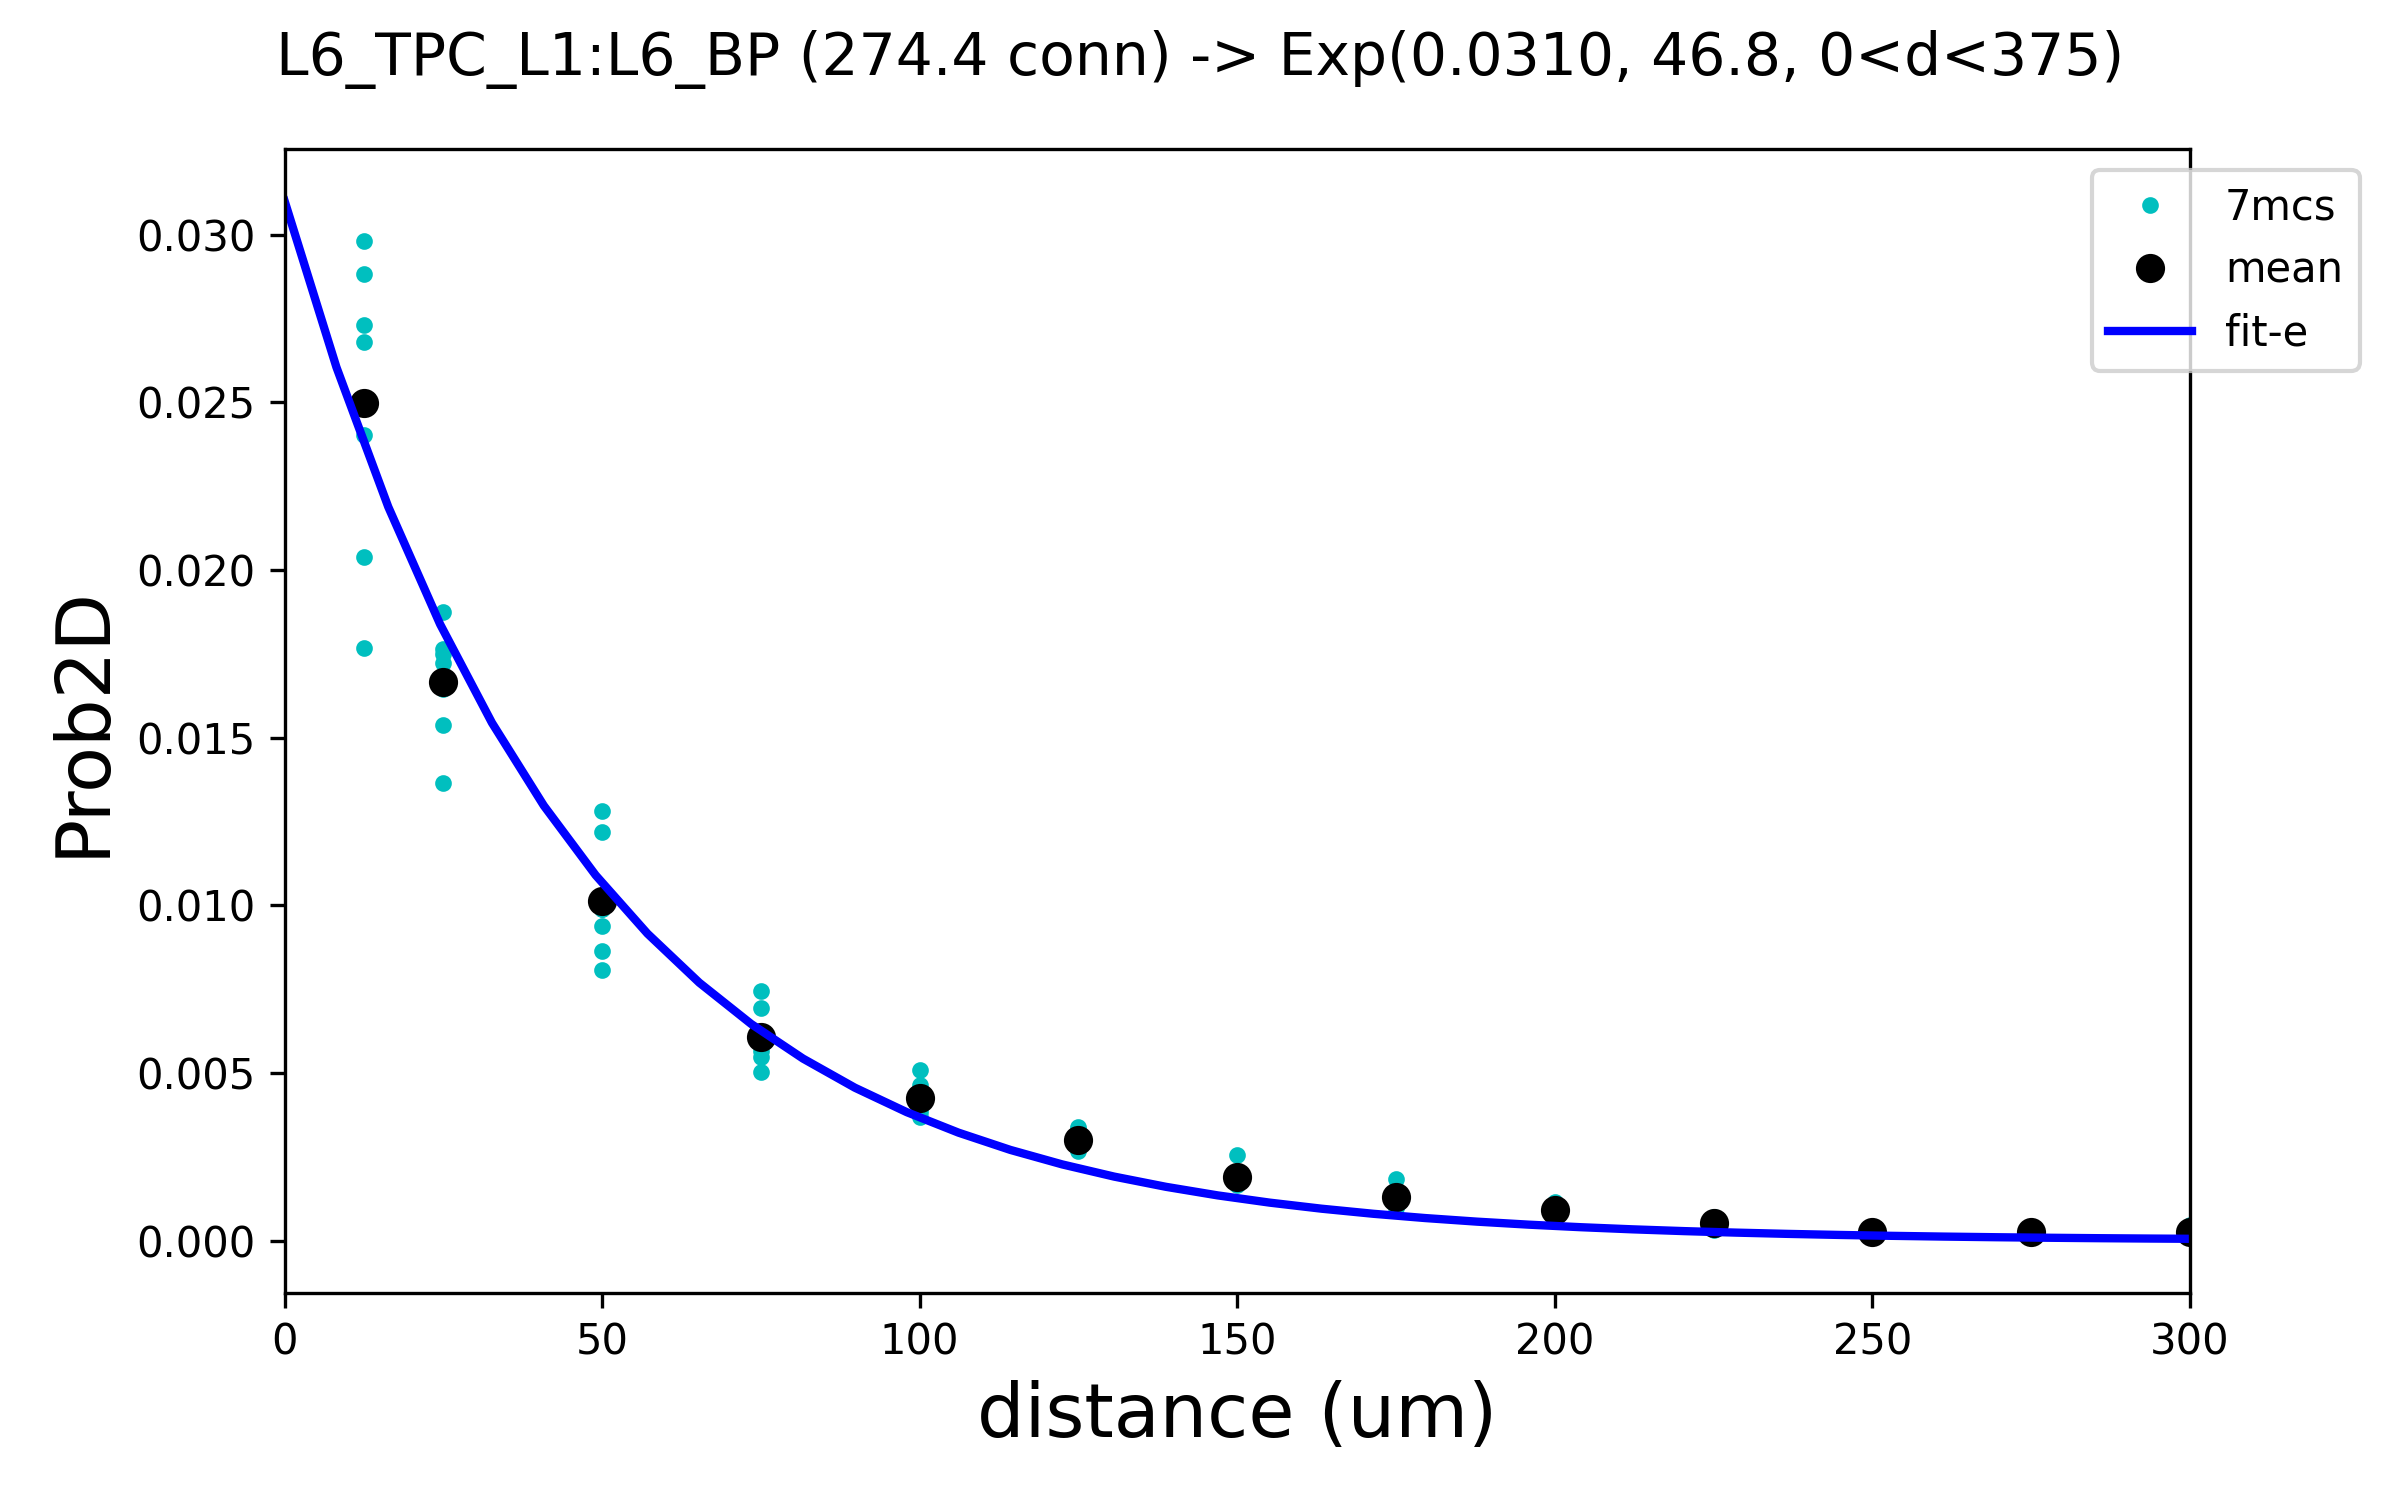 L6_TPC_L1:L6_BP (274.4 conn) -> Exp(0.0310, 46.8, 0<d<375)
7mcs
mean
fit-e
Prob2D
0.030
0.025
0.020
0.015
0.010
0.005
0.000
0 50 100 150 200 250 300
distance (um)